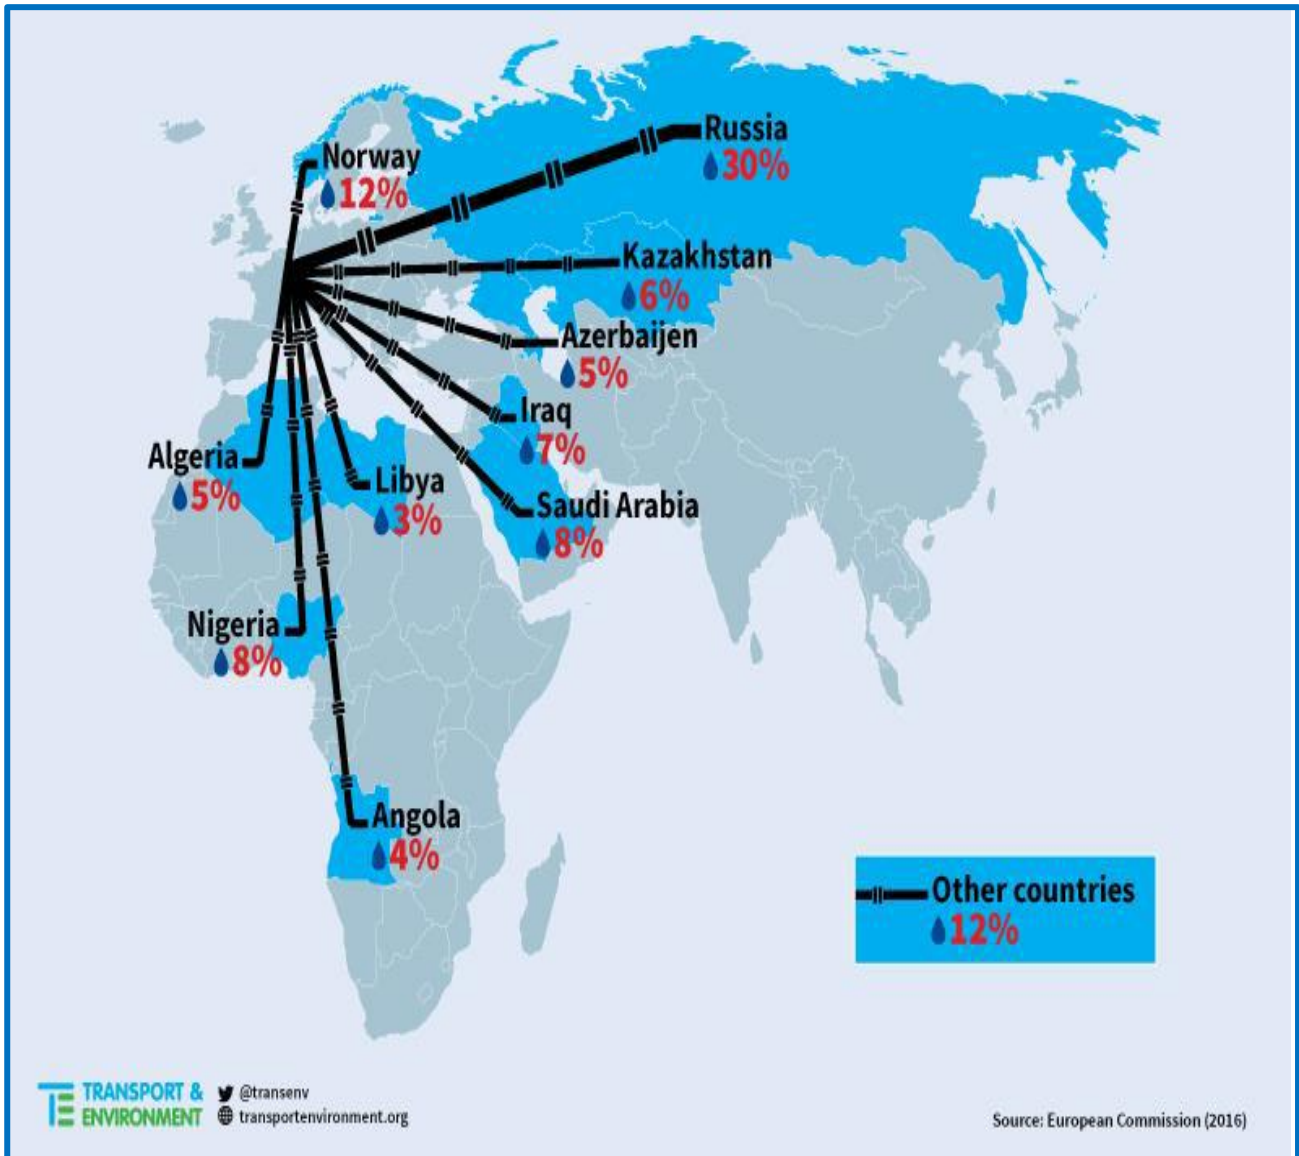 Russia
30%
Norway
12%
Kazakhstan
6%
Azerbaijen
5%
Iraq
7%
Algeria
5%
Libya
3%
Saudi Arabia
8%
Nigeria
8%
Angola
4%
Other countries
12%
TRANSPORT &
ENVIRONMENT
@transenv
transportenvironment.org
Source: European Commission (2016)